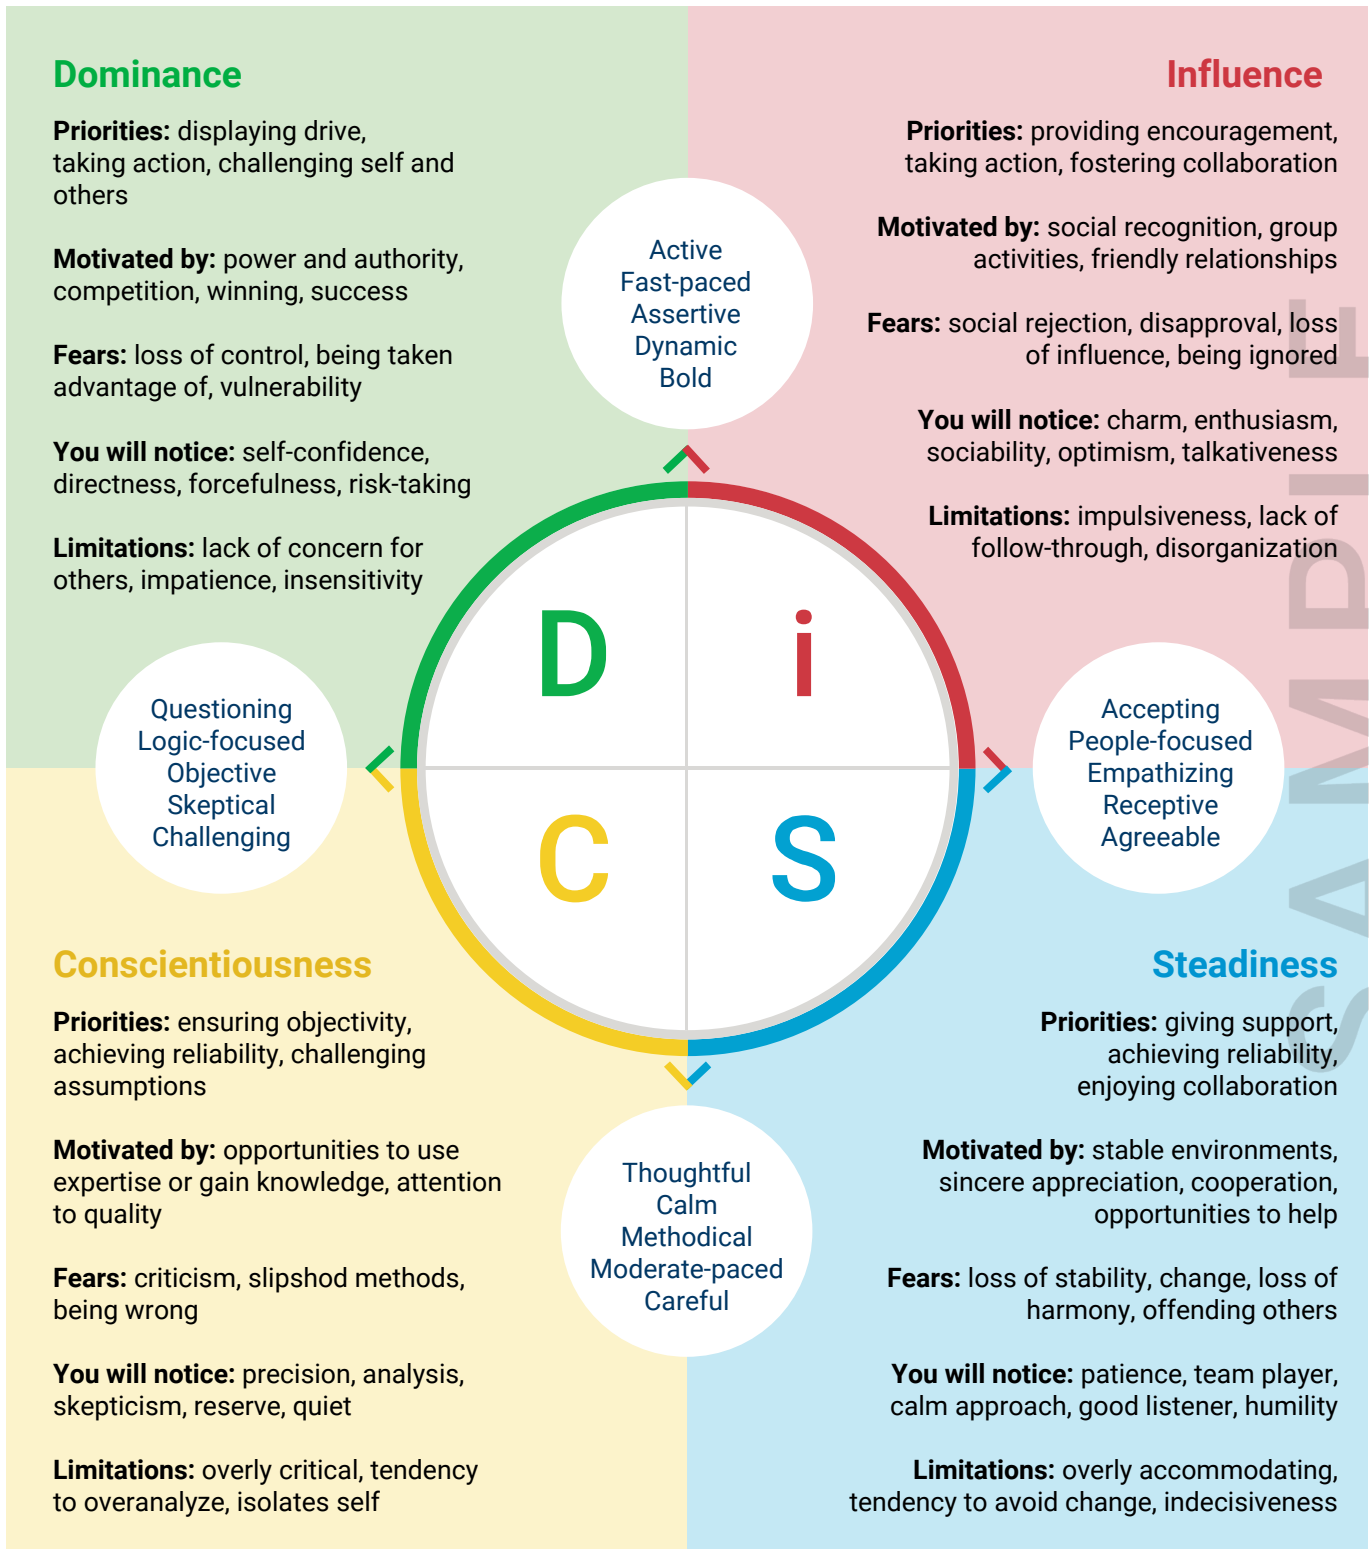 Dominance
Priorities: displaying drive,
taking action, challenging self and
others
Motivated by: power and authority,
competition, winning, success
Fears: loss of control, being taken
advantage of, vulnerability
You will notice: self-confidence,
directness, forcefulness, risk-taking
Limitations: lack of concern for
others, impatience, insensitivity
Influence
Priorities: providing encouragement,
taking action, fostering collaboration
Motivated by: social recognition, group
activities, friendly relationships
Fears: social rejection, disapproval, loss
of influence, being ignored
You will notice: charm, enthusiasm,
sociability, optimism, talkativeness
Limitations: impulsiveness, lack of
follow-through, disorganization
Active
Fast-paced
Assertive
Dynamic
Bold
D
i
Questioning
Logic-focused
Objective
Skeptical
Challenging
Accepting
People-focused
Empathizing
Receptive
Agreeable
C
S
Conscientiousness
Priorities: ensuring objectivity,
achieving reliability, challenging
assumptions
Motivated by: opportunities to use
expertise or gain knowledge, attention
to quality
Fears: criticism, slipshod methods,
being wrong
You will notice: precision, analysis,
skepticism, reserve, quiet
Limitations: overly critical, tendency
to overanalyze, isolates self
Thoughtful
Calm
Methodical
Moderate-paced
Careful
Steadiness
Priorities: giving support,
achieving reliability,
enjoying collaboration
Motivated by: stable environments,
sincere appreciation, cooperation,
opportunities to help
Fears: loss of stability, change, loss of
harmony, offending others
You will notice: patience, team player,
calm approach, good listener, humility
Limitations: overly accommodating,
tendency to avoid change, indecisiveness
SAMPLE